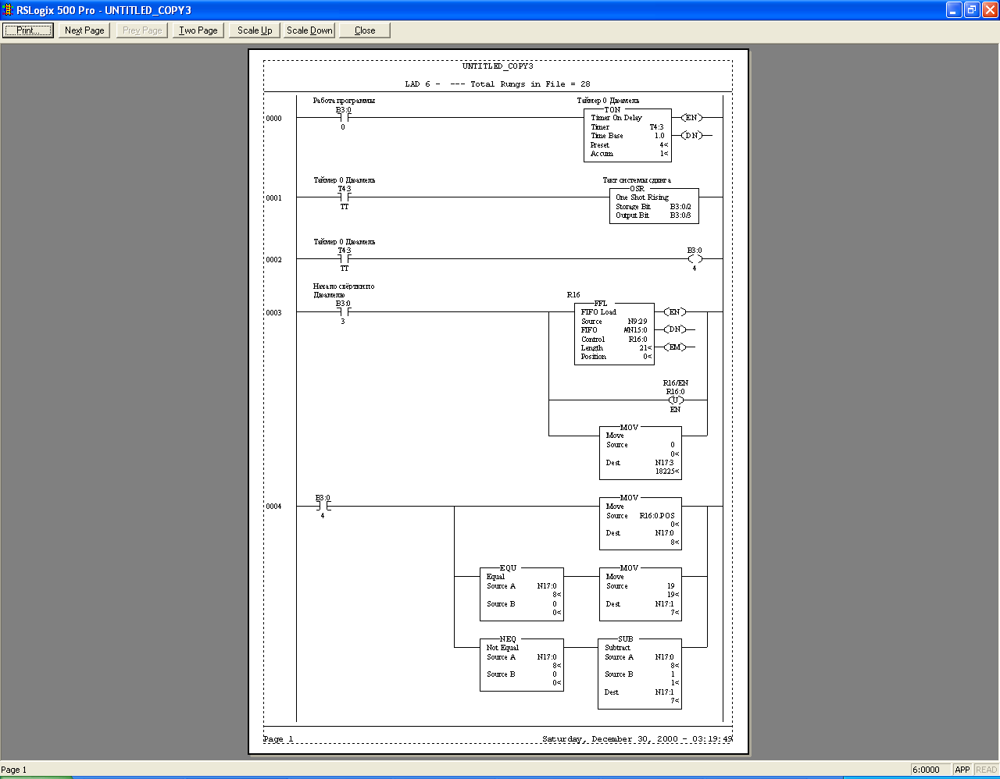 RSLogix 500 Pro - UNTITLED_COPY3
Print... Next Page Prev Page Two Page Scale Up Scale Down Close
UNTITLED_COPY3
LAD 6 - --- Total Rungs in File = 28
Работа программы
B3:0
0000
0
Таймер 0 Дюамель
TON
Timer On Delay
Timer T4:3
Time Base 1.0
Preset 4<
Accum 1<
EN
DN
Таймер 0 Дюамель
T4:3
0001
TT
Такт системы сдвига
OSR
One Shot Rising
Storage Bit B3:0/2
Output Bit B3:0/3
Таймер 0 Дюамель
T4:3
0002
TT
B3:0
4
Начало свёртки по
Дюамелю
B3:0
0003
3
R16
FFL
FIFO Load
Source N9:29
FIFO #N15:0
Control R16:0
Length 21<
Position 0<
EN
DN
EM
R16/EN
R16:0
U
EN
MOV
Move
Source 0
0<
Dest N17:3
18225<
B3:0
0004
4
MOV
Move
Source R16:0.POS
0<
Dest N17:0
8<
EQU
Equal
Source A N17:0
8<
Source B 0
0<
MOV
Move
Source 19
19<
Dest N17:1
7<
NEQ
Not Equal
Source A N17:0
8<
Source B 0
0<
SUB
Subtract
Source A N17:0
8<
Source B 1
1<
Dest N17:1
7<
Page 1 Saturday, December 30, 2000 - 03:19:49
Page 1 6:0000 APP READ